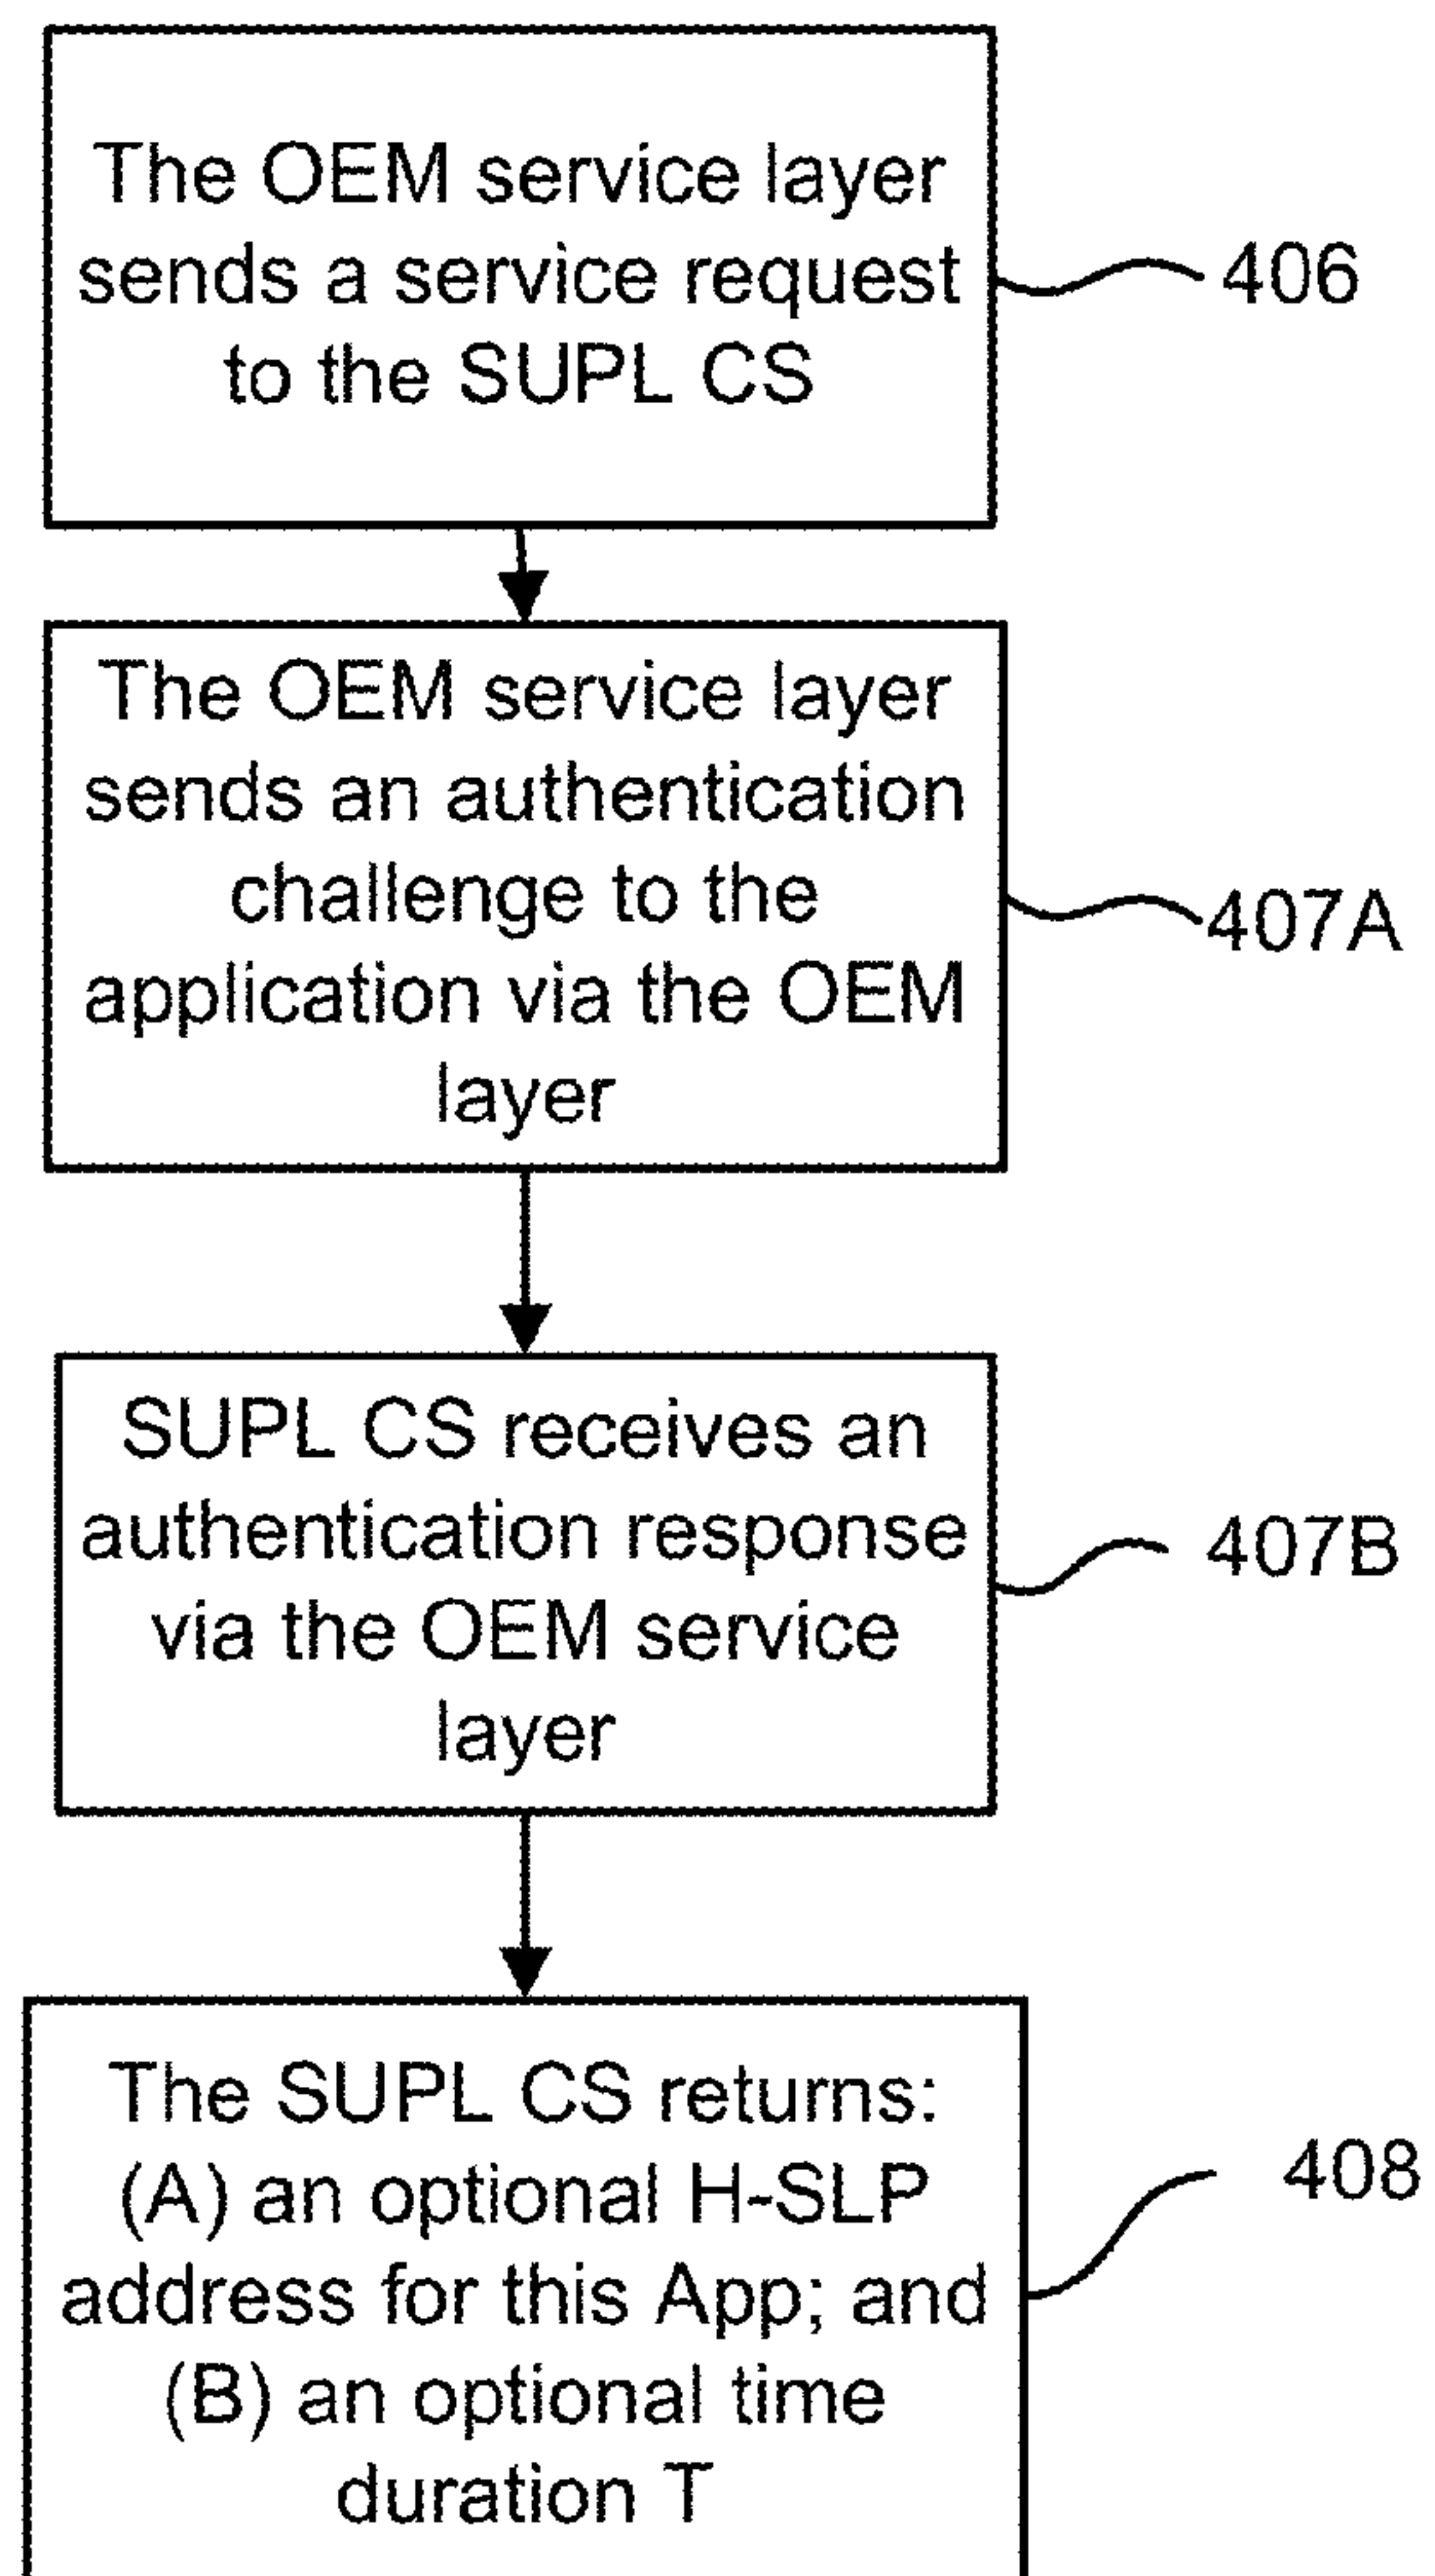 The OEM service layer
sends a service request
to the SUPL CS
406
The OEM service layer
sends an authentication
challenge to the
application via the OEM
layer
407A
SUPL CS receives an
authentication response
via the OEM service
layer
407B
The SUPL CS returns:
(A) an optional H-SLP
address for this App; and
(B) an optional time
duration T
408